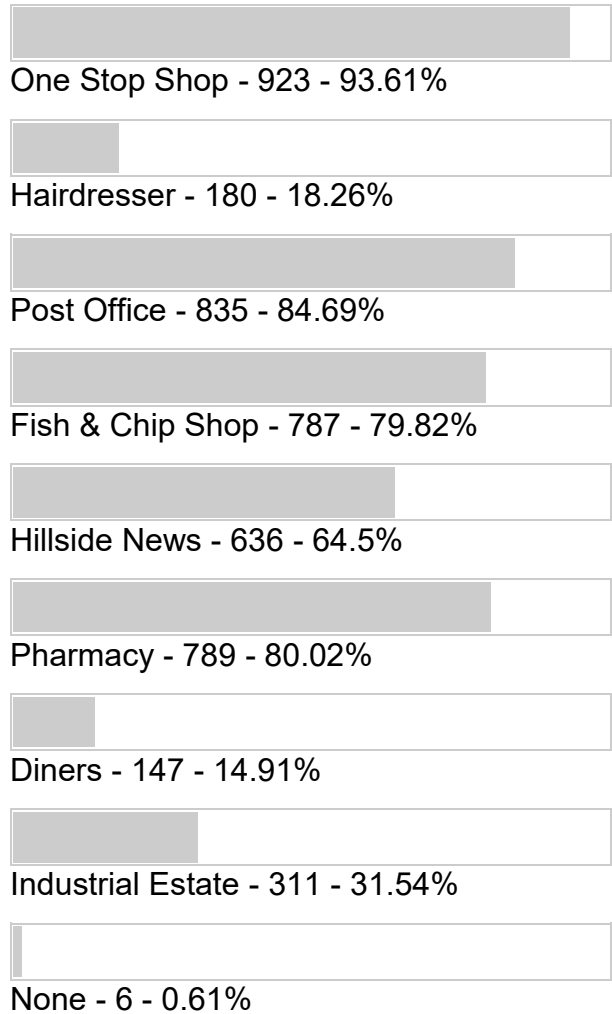 One Stop Shop - 923 - 93.61%
Hairdresser - 180 - 18.26%
Post Office - 835 - 84.69%
Fish & Chip Shop - 787 - 79.82%
Hillside News - 636 - 64.5%
Pharmacy - 789 - 80.02%
Diners - 147 - 14.91%
Industrial Estate - 311 - 31.54%
None - 6 - 0.61%